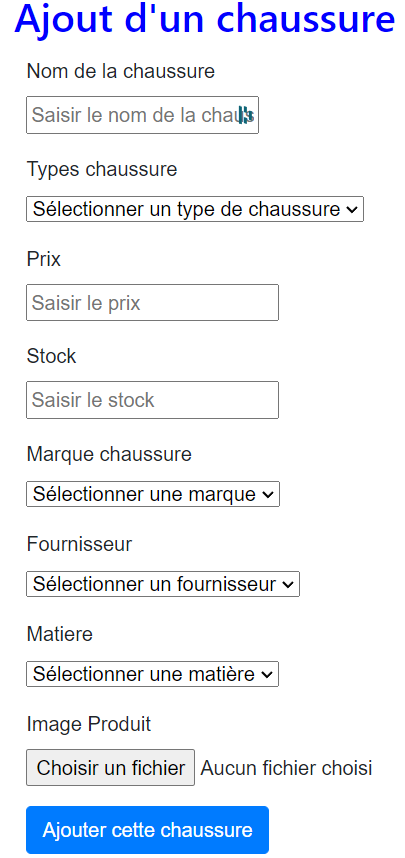 Ajout d'un chaussure
Nom de la chaussure
Saisir le nom de la chaus
Types chaussure
Sélectionner un type de chaussure
Prix
Saisir le prix
Stock
Saisir le stock
Marque chaussure
Sélectionner une marque
Fournisseur
Sélectionner un fournisseur
Matiere
Sélectionner une matière
Image Produit
Choisir un fichier Aucun fichier choisi
Ajouter cette chaussure